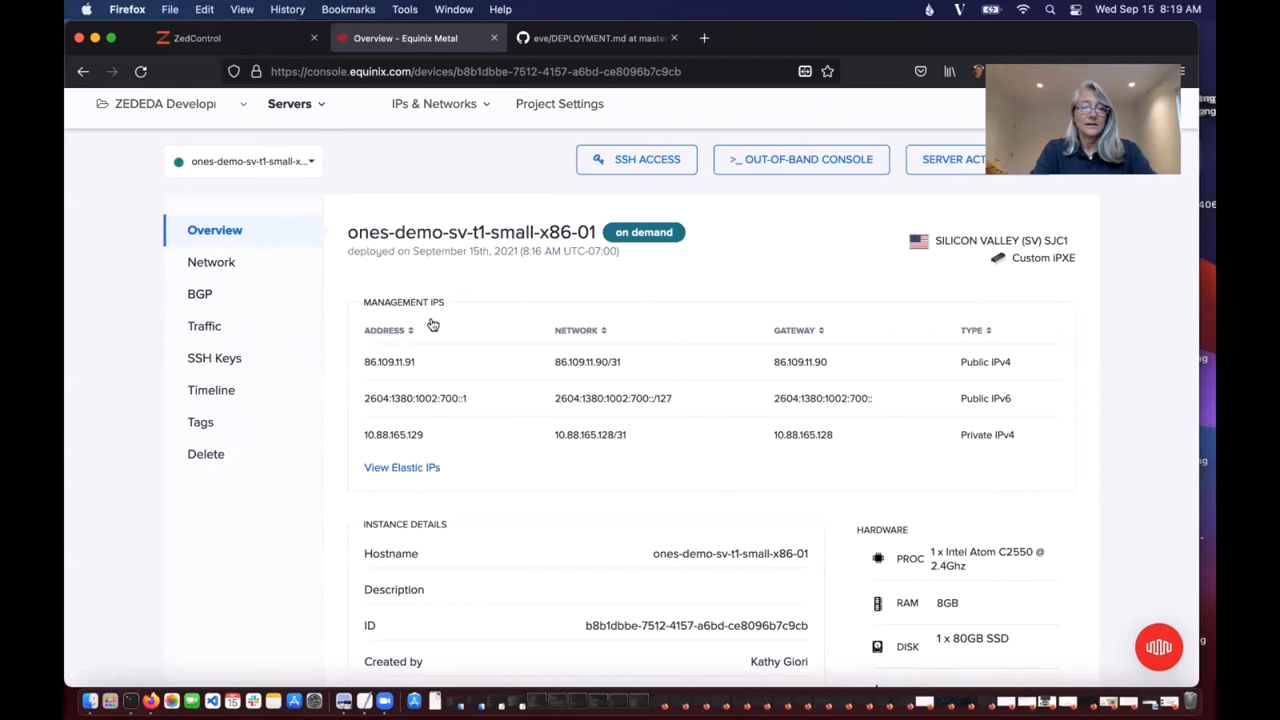 Firefox File Edit View History Bookmarks Tools Window Help Wed Sep 15 8:19 AM
ZedControl Overview - Equinix Metal eve/DEPLOYMENT.md at maste
https://console.equinix.com/devices/b8b1dbbe-7512-4157-a6bd-ce8096b7c9cb
ZEDEDA Developi Servers IPs & Networks Project Settings
ones-demo-sv-t1-small-x... SSH ACCESS >_ OUT-OF-BAND CONSOLE SERVER ACT
Overview
Network
BGP
Traffic
SSH Keys
Timeline
Tags
Delete
ones-demo-sv-t1-small-x86-01 on demand
deployed on September 15th, 2021 (8:16 AM UTC-07:00)
SILICON VALLEY (SV) SJC1
Custom iPXE
MANAGEMENT IPS
ADDRESS NETWORK GATEWAY TYPE
86.109.11.91 86.109.11.90/31 86.109.11.90 Public IPv4
2604:1380:1002:700::1 2604:1380:1002:700::/127 2604:1380:1002:700:: Public IPv6
10.88.165.129 10.88.165.128/31 10.88.165.128 Private IPv4
View Elastic IPs
INSTANCE DETAILS
Hostname ones-demo-sv-t1-small-x86-01
Description
ID b8b1dbbe-7512-4157-a6bd-ce8096b7c9cb
Created by Kathy Giori
HARDWARE
PROC 1 x Intel Atom C2550 @
2.4Ghz
RAM 8GB
DISK 1 x 80GB SSD